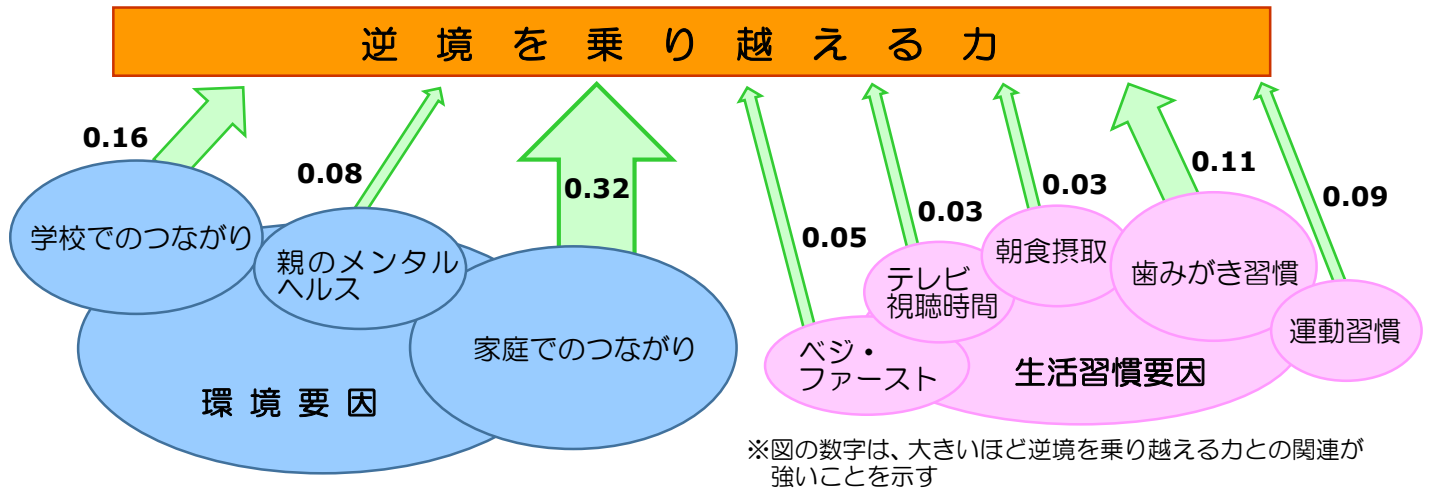 逆境を乗り越える力
0.16
0.08
0.32
0.05
0.03
0.03
0.11
0.09
学校でのつながり
親のメンタル
ヘルス
家庭でのつながり
環境要因
ベジ・
ファースト
テレビ
視聴時間
朝食摂取
歯みがき習慣
運動習慣
生活習慣要因
※図の数字は、大きいほど逆境を乗り越える力との関連が
強いことを示す